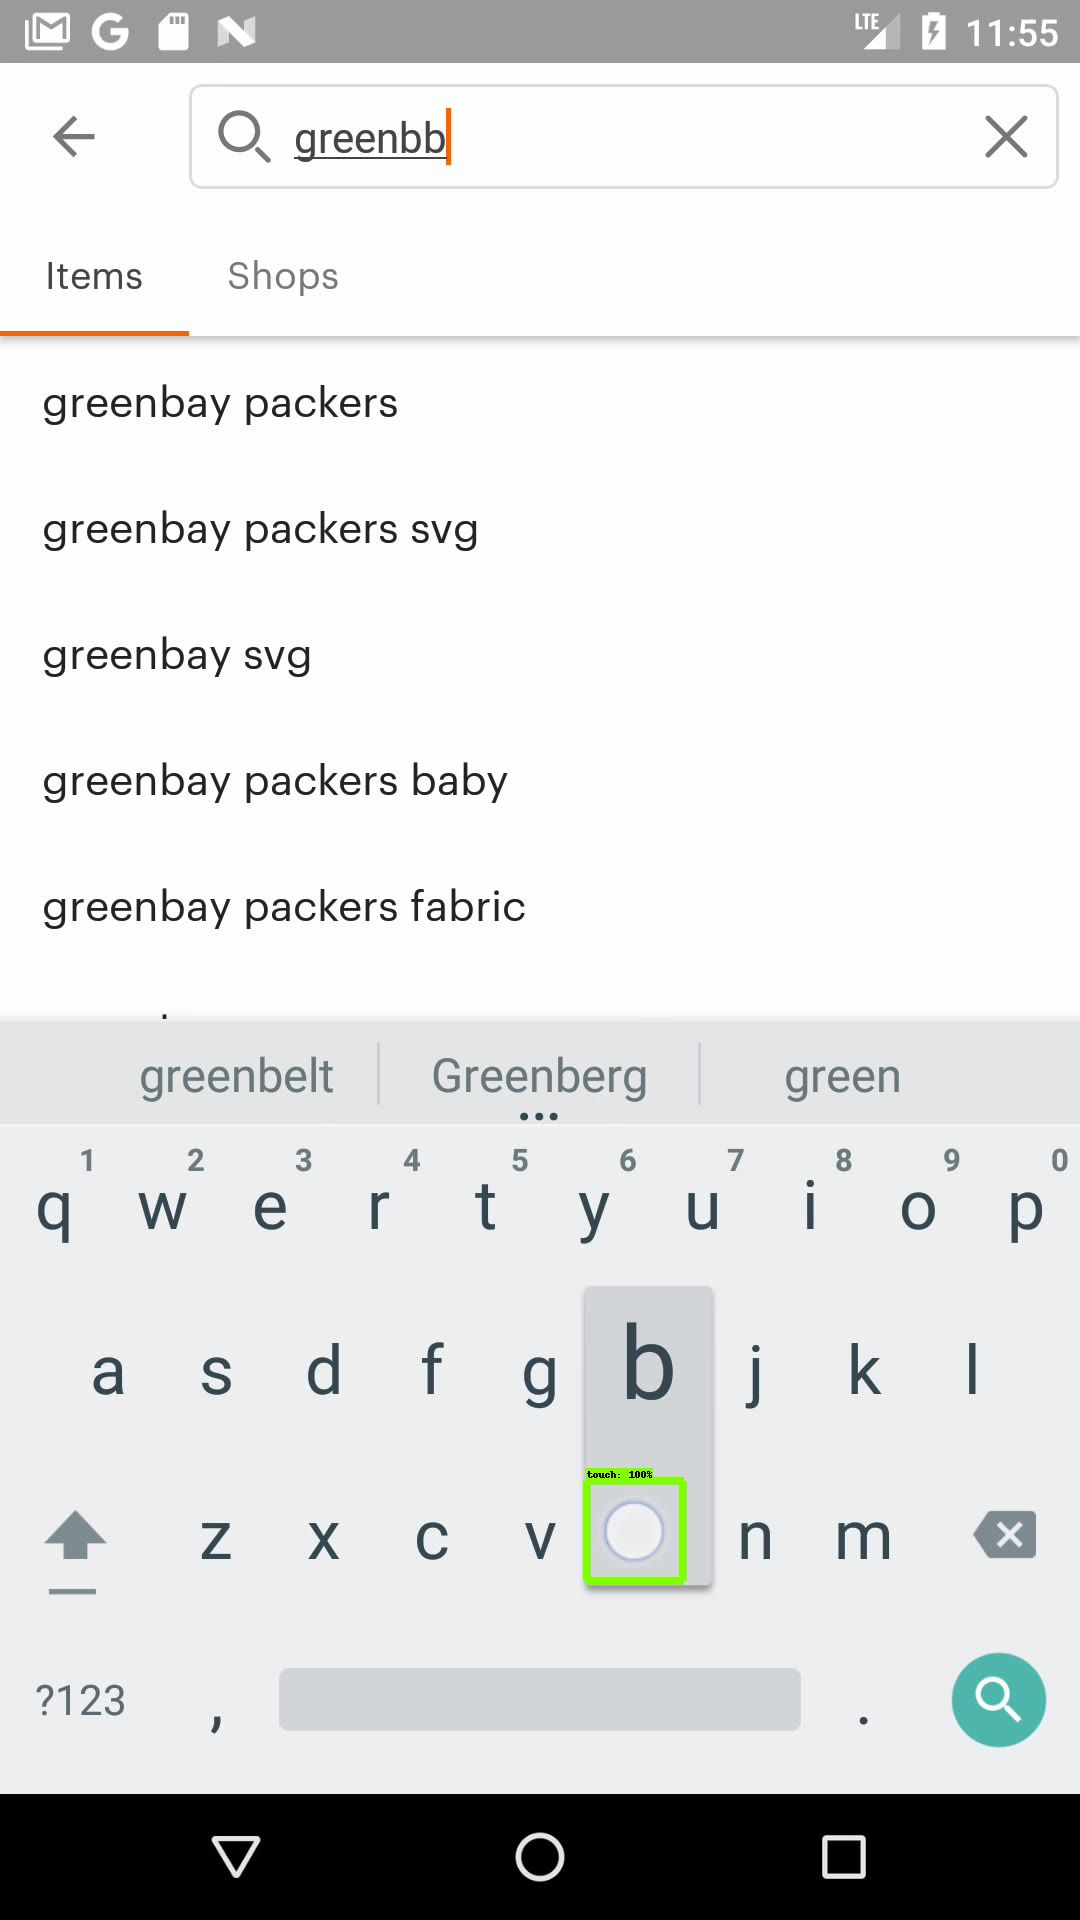 LTE 11:55
greenbb
Items Shops
greenbay packers
greenbay packers svg
greenbay svg
greenbay packers baby
greenbay packers fabric
greenbelt Greenberg green
1 2 3 4 5 6 7 8 9 0
q w e r t y u i o p
a s d f g b j k l
touch: 100%
z x c v n m
?123 , .